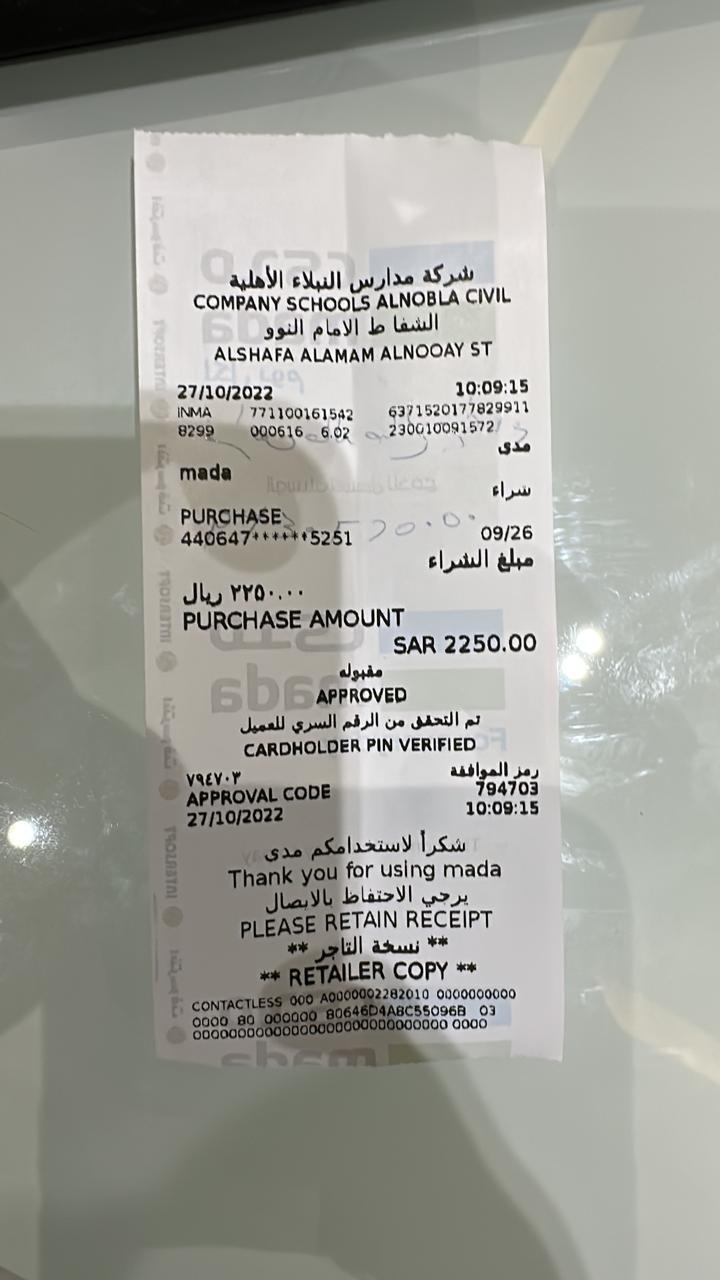 شركة مدارس النبلاء الأهلية
COMPANY SCHOOLS ALNOBLA CIVIL
الشفا ط الامام النوو
ALSHAFA ALAMAM ALNOOAY ST
27/10/2022 10:09:15
INMA 771100161542 6371520177829911
8299 000616 6.02 230010091572
مدى
mada
شراء
PURCHASE
440647******5251 09/26
مبلغ الشراء
٢٢٥٠.٠٠ ريال
PURCHASE AMOUNT
SAR 2250.00
مقبوله
APPROVED
تم التحقق من الرقم السري للعميل
CARDHOLDER PIN VERIFIED
٧٩٤٧٠٣ رمز الموافقة
APPROVAL CODE 794703
27/10/2022 10:09:15
شكراً لاستخدامكم مدى
Thank you for using mada
يرجي الاحتفاظ بالايصال
PLEASE RETAIN RECEIPT
** نسخة التاجر **
** RETAILER COPY **
CONTACTLESS 000 A0000002282010 0000000000
0000 80 000000 80646D4A8C55096B 03